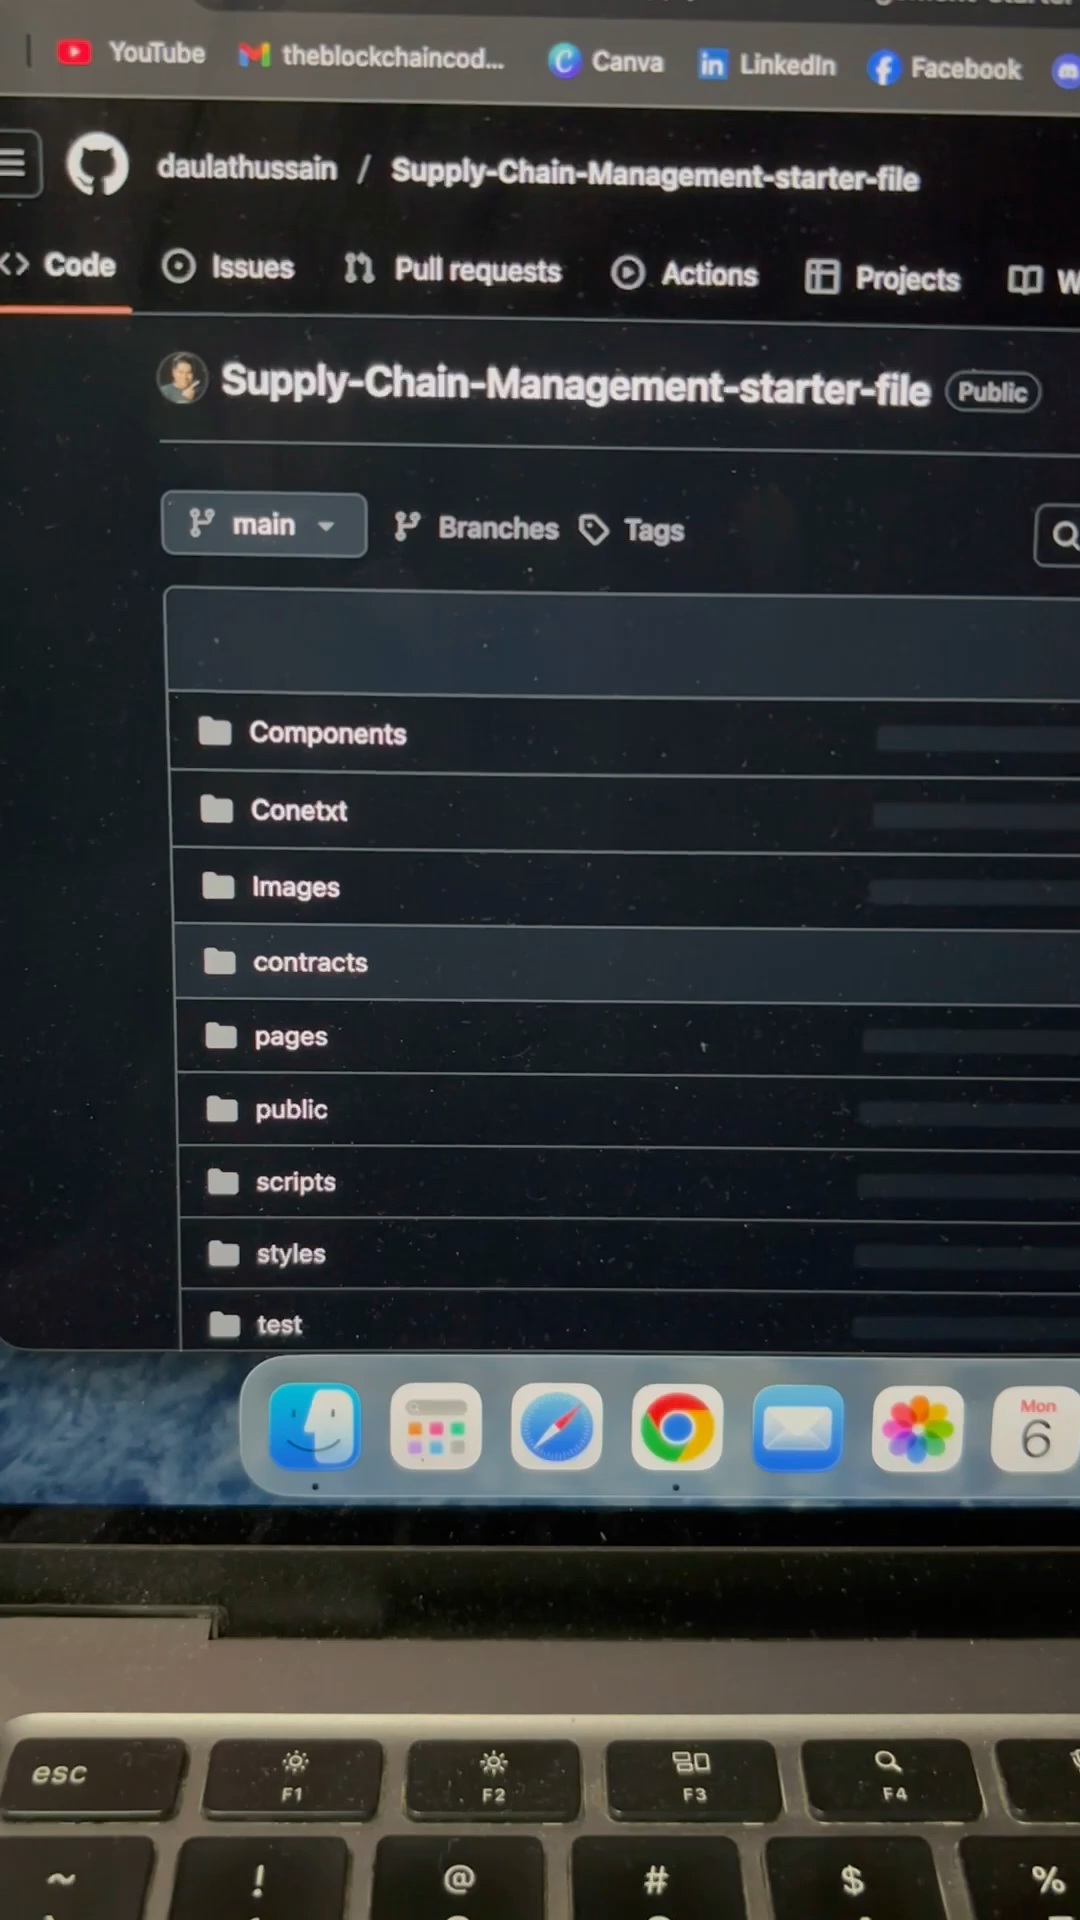 YouTube theblockchaincod... Canva LinkedIn Facebook
daulathussain / Supply-Chain-Management-starter-file
Code Issues Pull requests Actions Projects
Supply-Chain-Management-starter-file Public
main Branches Tags
Components
Conetxt
Images
contracts
pages
public
scripts
styles
test
Mon
6
esc F1 F2 F3 F4
~ ! @ # $ %